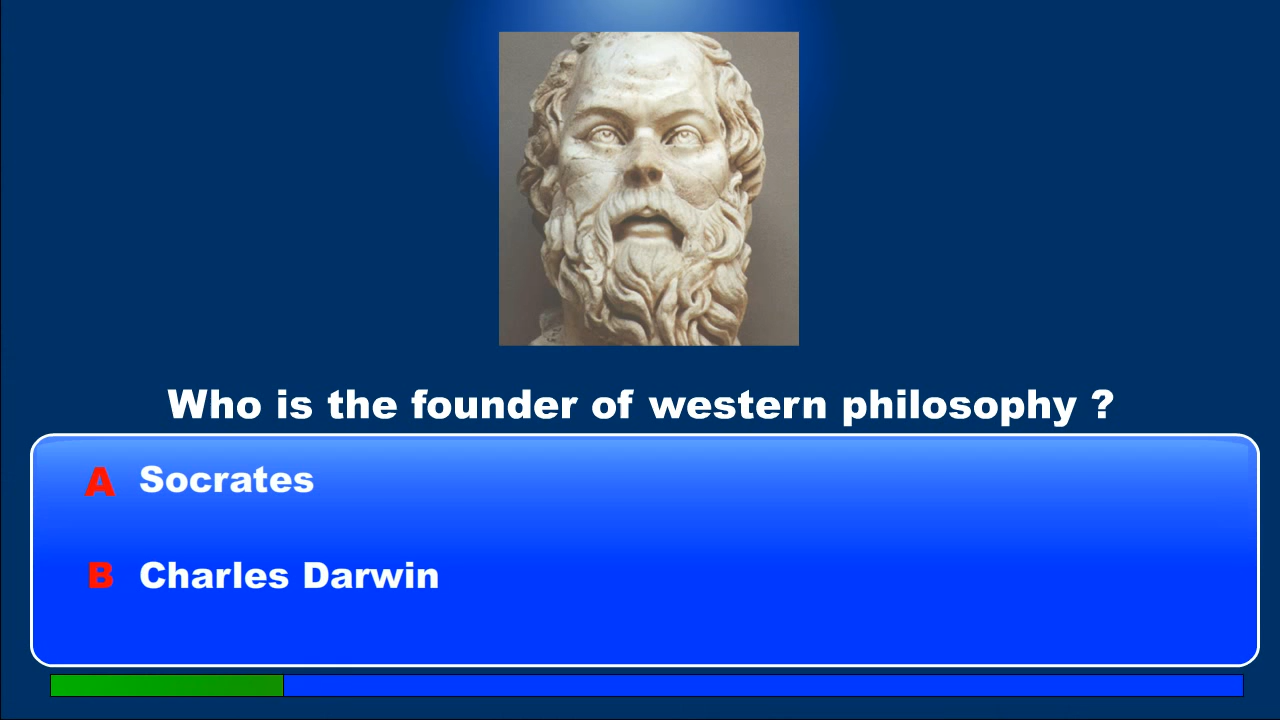 Who is the founder of western philosophy ?
A Socrates
B Charles Darwin